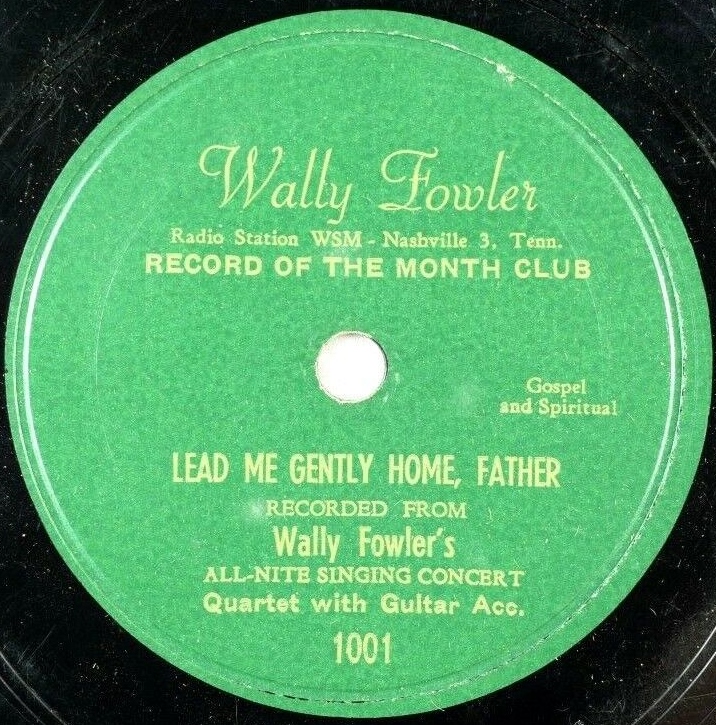 Wally Fowler
Radio Station WSM - Nashville 3, Tenn.
RECORD OF THE MONTH CLUB
Gospel
and Spiritual
LEAD ME GENTLY HOME, FATHER
RECORDED FROM
Wally Fowler's
ALL-NITE SINGING CONCERT
Quartet with Guitar Acc.
1001